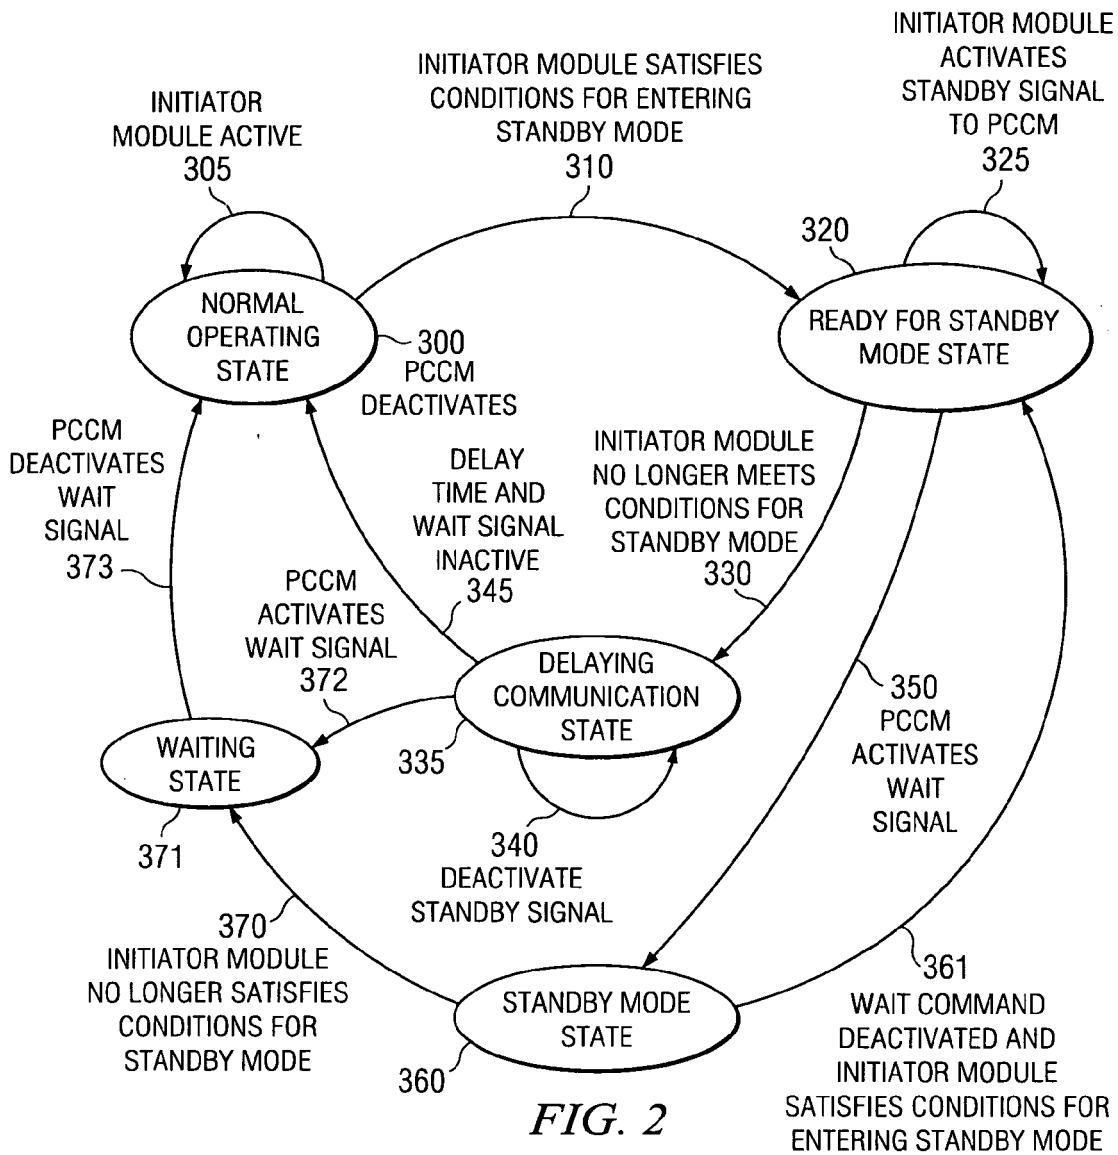 INITIATOR MODULE
ACTIVATES
STANDBY SIGNAL
TO PCCM
325
INITIATOR MODULE SATISFIES
CONDITIONS FOR ENTERING
STANDBY MODE
310
INITIATOR
MODULE ACTIVE
305
320
NORMAL
OPERATING
STATE
300
PCCM
DEACTIVATES
READY FOR STANDBY
MODE STATE
PCCM
DEACTIVATES
WAIT
SIGNAL
373
DELAY
TIME AND
WAIT SIGNAL
INACTIVE
345
INITIATOR MODULE
NO LONGER MEETS
CONDITIONS FOR
STANDBY MODE
330
PCCM
ACTIVATES
WAIT SIGNAL
372
DELAYING
COMMUNICATION
STATE
335
350
PCCM
ACTIVATES
WAIT
SIGNAL
WAITING
STATE
371
340
DEACTIVATE
STANDBY SIGNAL
370
INITIATOR MODULE
NO LONGER SATISFIES
CONDITIONS FOR
STANDBY MODE
STANDBY MODE
STATE
360
361
WAIT COMMAND
DEACTIVATED AND
INITIATOR MODULE
SATISFIES CONDITIONS FOR
ENTERING STANDBY MODE
FIG. 2